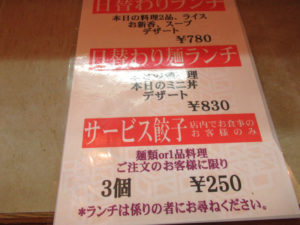 日替わりランチ
本日の料理2品、ライス
お新香、スープ
デザート
¥780
日替わり麺ランチ
料理
本日のミニ丼
デザート
¥830
サービス餃子
店内でお食事の
お客様のみ
麺類or1品料理
ご注文のお客様に限り
3個 ¥250
*ランチは係りの者にお尋ねください。